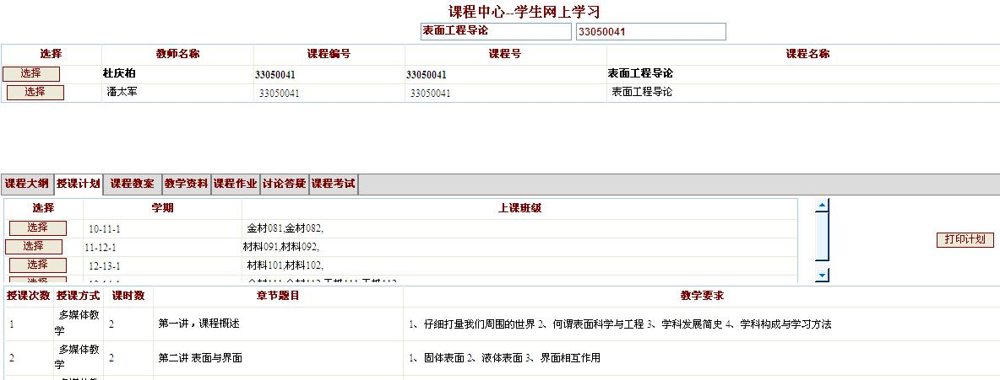 课程中心--学生网上学习
表面工程导论 33050041
选择 教师名称 课程编号 课程号 课程名称
选择 杜庆柏 33050041 33050041 表面工程导论
选择 潘太军 33050041 33050041 表面工程导论
课程大纲 授课计划 课程教案 教学资料 课程作业 讨论答疑 课程考试
选择 学期 上课班级
选择 10-11-1 金材081,金材082,
打印计划
选择 11-12-1 材料091,材料092,
选择 12-13-1 材料101,材料102,
授课次数 授课方式 课时数 章节题目 教学要求
1 多媒体教学 2 第一讲，课程概述 1、仔细打量我们周围的世界 2、何谓表面科学与工程 3、学科发展简史 4、学科构成与学习方法
2 多媒体教学 2 第二讲 表面与界面 1、固体表面 2、液体表面 3、界面相互作用